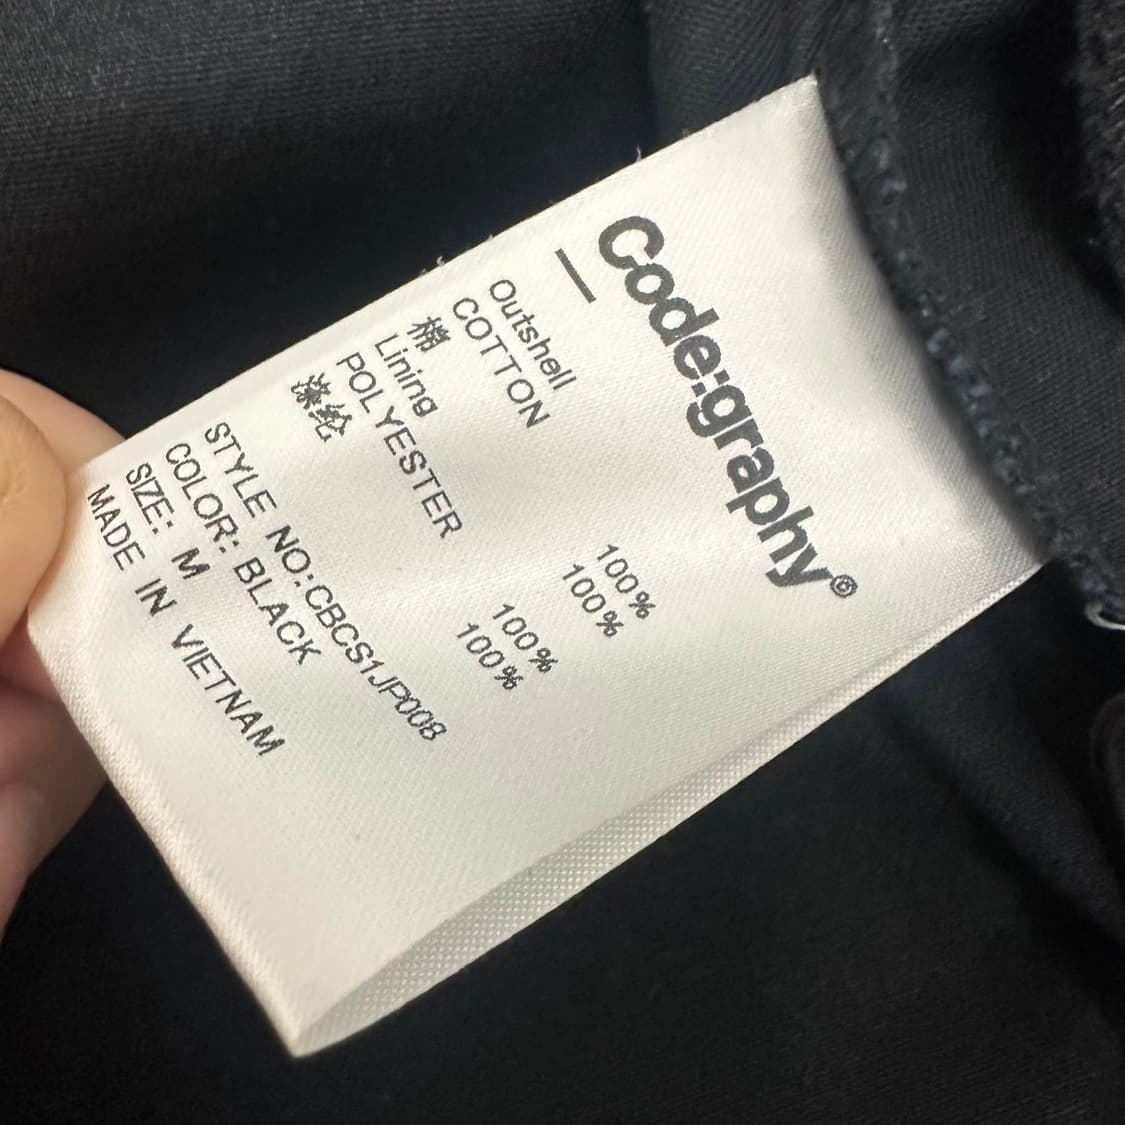 Code:graphy®
Outshell
COTTON 100%
棉 100%
Lining
POLYESTER 100%
涤纶 100%
STYLE NO:CBCS1JP008
COLOR: BLACK
SIZE: M
MADE IN VIETNAM